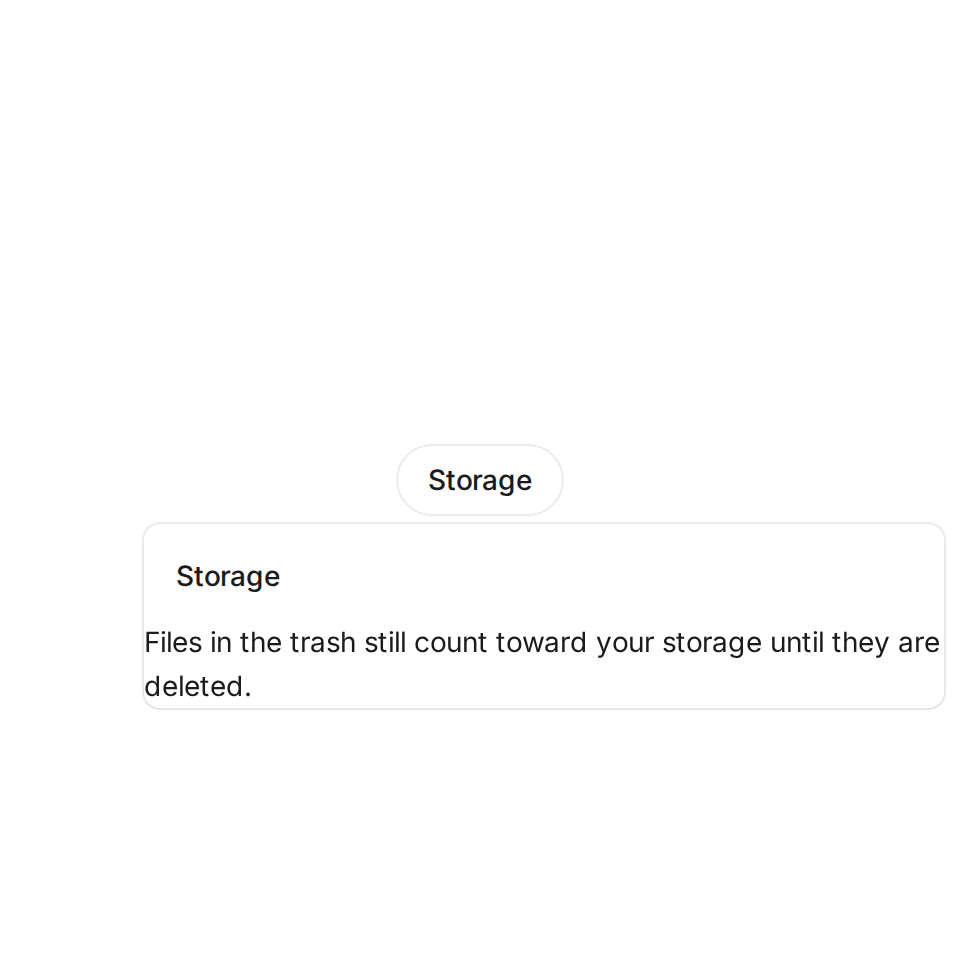 Storage
Storage
Files in the trash still count toward your storage until they are
deleted.